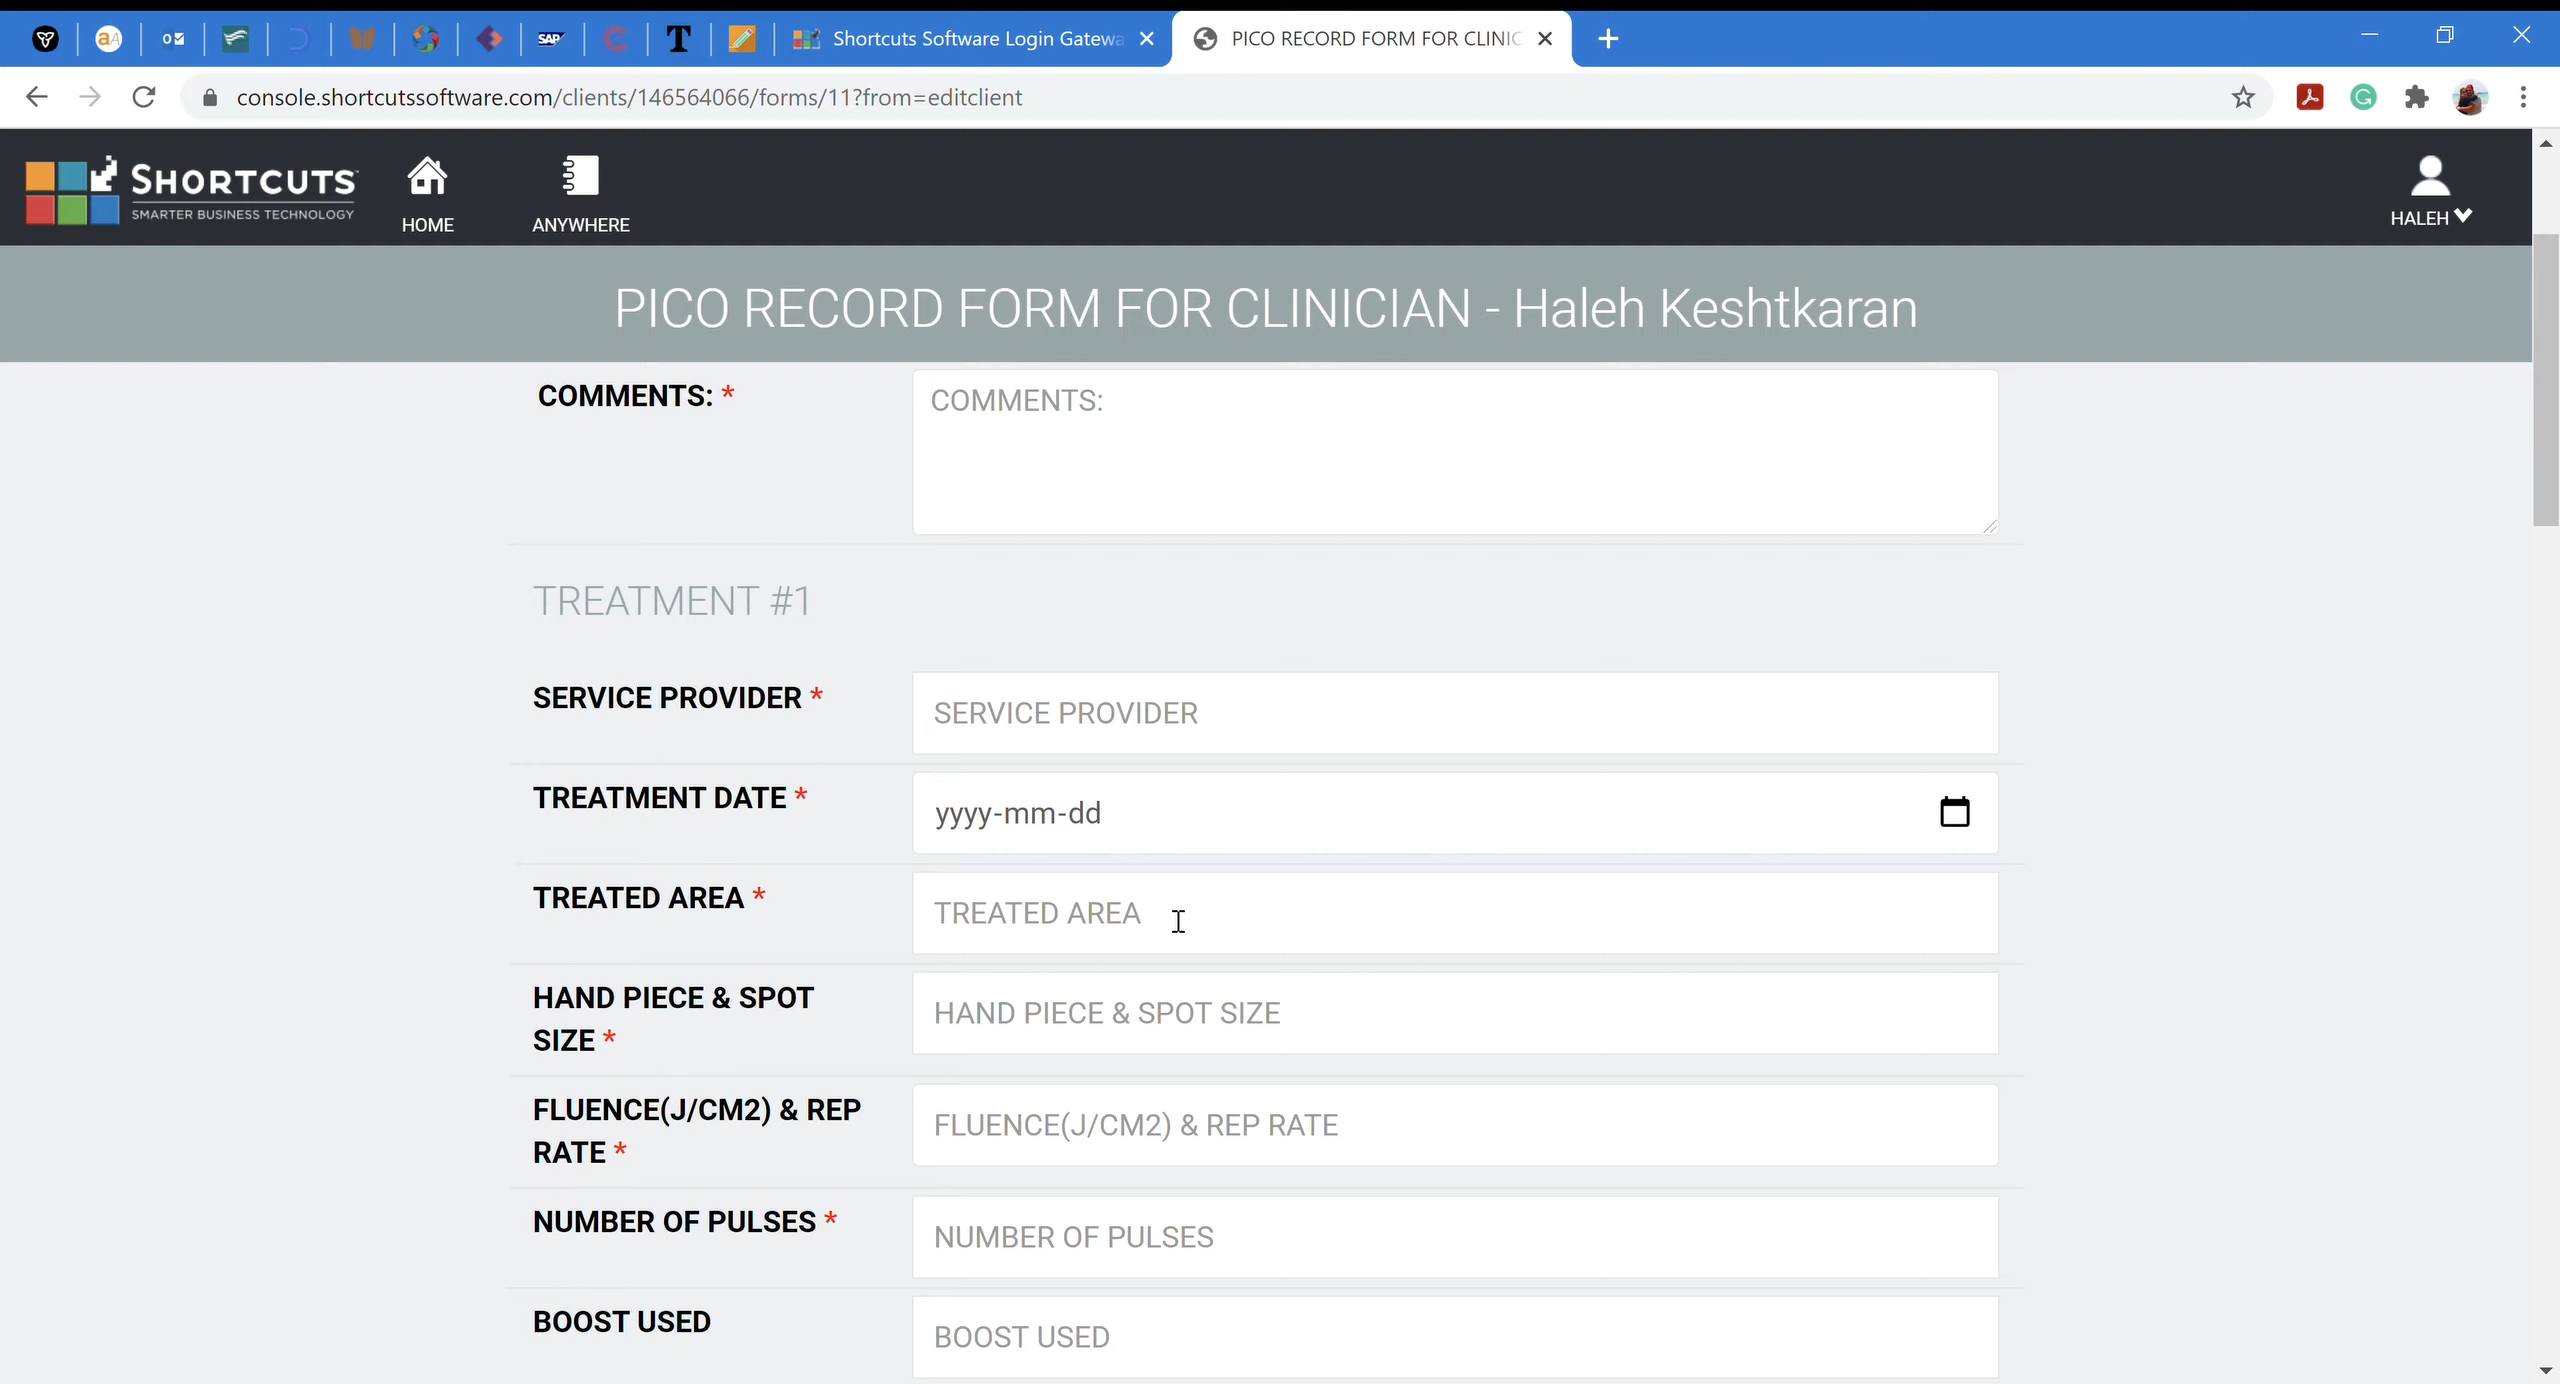 aA
SAP
T
Shortcuts Software Login Gatewa
PICO RECORD FORM FOR CLINIC
console.shortcutssoftware.com/clients/146564066/forms/11?from=editclient
G
SHORTCUTS
SMARTER BUSINESS TECHNOLOGY
HOME
ANYWHERE
HALEH
PICO RECORD FORM FOR CLINICIAN - Haleh Keshtkaran
COMMENTS: *
COMMENTS:
TREATMENT #1
SERVICE PROVIDER *
SERVICE PROVIDER
TREATMENT DATE *
yyyy-mm-dd
TREATED AREA *
TREATED AREA
HAND PIECE & SPOT
SIZE *
HAND PIECE & SPOT SIZE
FLUENCE(J/CM2) & REP
RATE *
FLUENCE(J/CM2) & REP RATE
NUMBER OF PULSES *
NUMBER OF PULSES
BOOST USED
BOOST USED